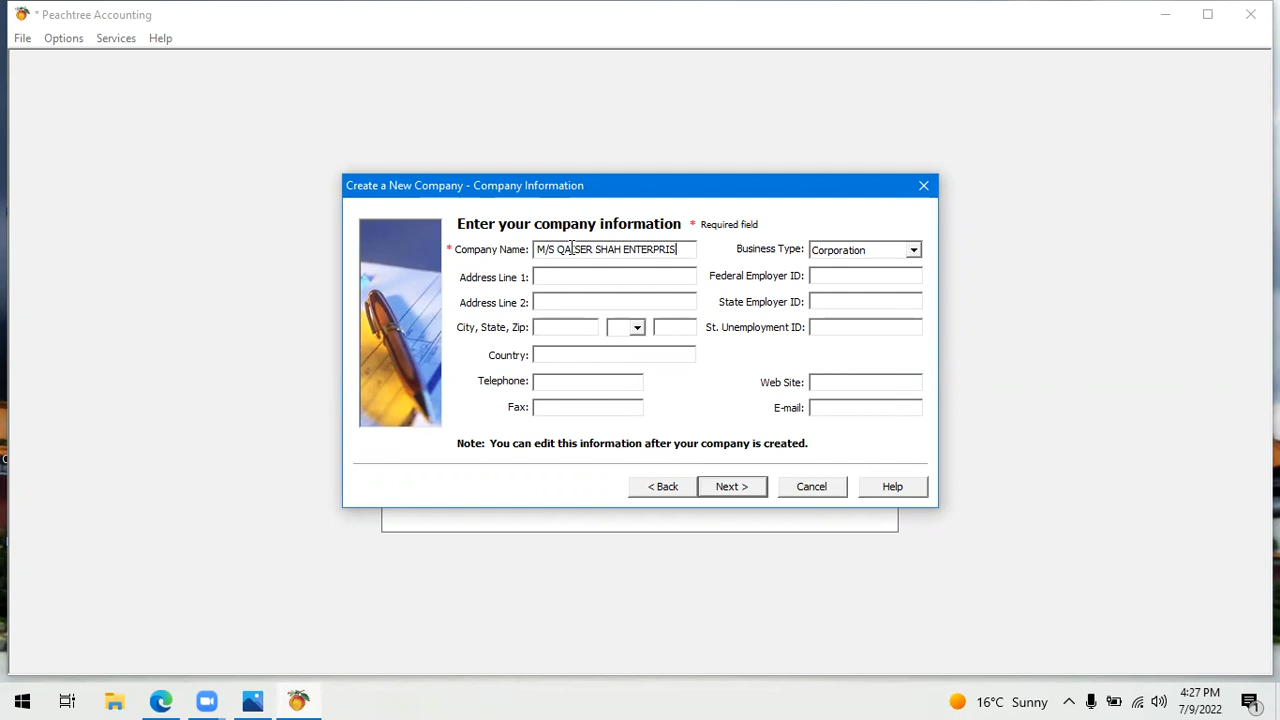 * Peachtree Accounting
File Options Services Help
Create a New Company - Company Information
Enter your company information * Required field
* Company Name: M/S QAISER SHAH ENTERPRIS Business Type: Corporation
Address Line 1: Federal Employer ID:
Address Line 2: State Employer ID:
City, State, Zip: St. Unemployment ID:
Country:
Telephone: Web Site:
Fax: E-mail:
Note: You can edit this information after your company is created.
< Back Next > Cancel Help
16°C Sunny
4:27 PM
7/9/2022
1